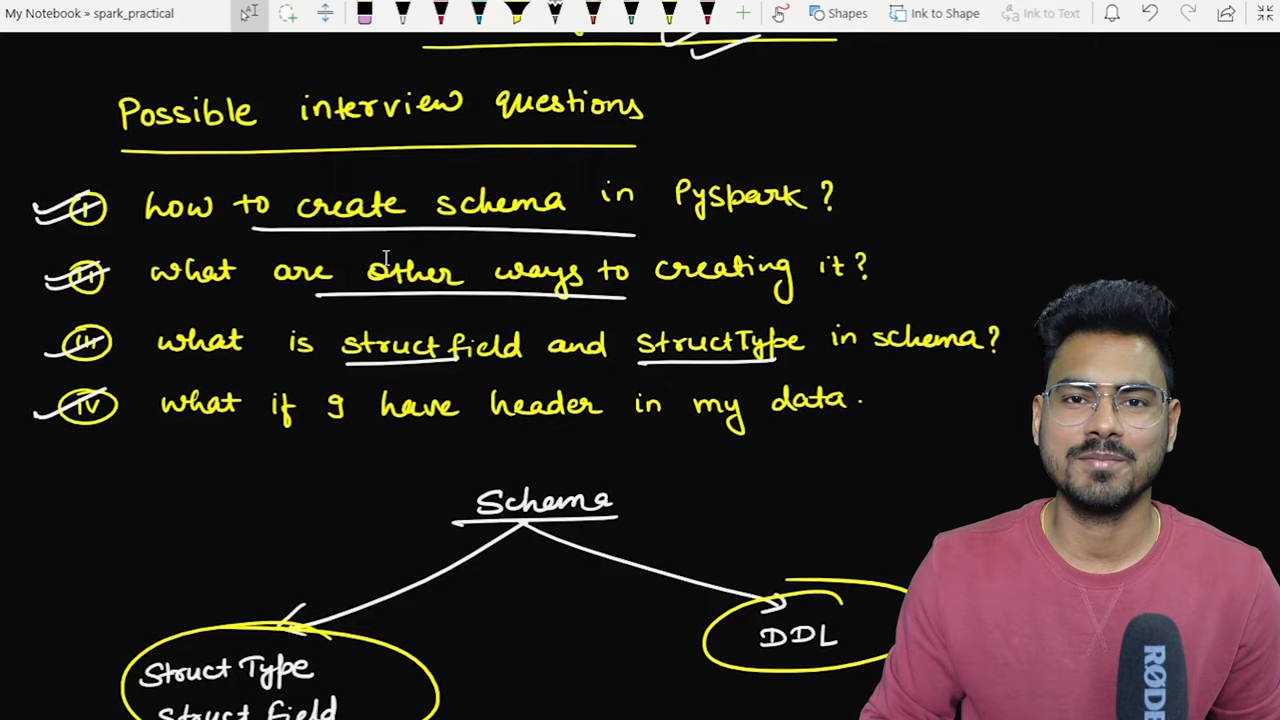 My Notebook » spark_practical
Shapes
Ink to Shape
Ink to Text
Possible interview questions
i how to create schema in Pyspark?
ii what are other ways to creating it?
iii what is structfield and structType in schema?
iv what if I have header in my data.
Schema
DDL
Struct Type
Struct field
RØDE